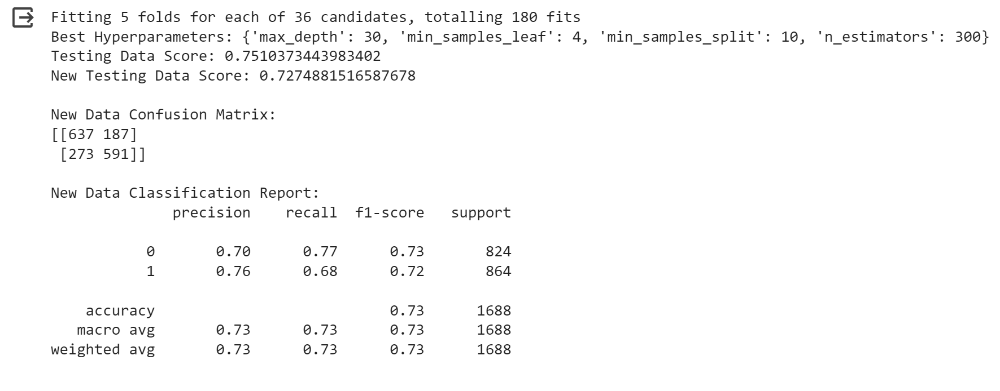 Fitting 5 folds for each of 36 candidates, totalling 180 fits
Best Hyperparameters: {'max_depth': 30, 'min_samples_leaf': 4, 'min_samples_split': 10, 'n_estimators': 300}
Testing Data Score: 0.7510373443983402
New Testing Data Score: 0.7274881516587678
New Data Confusion Matrix:
[[637 187]
[273 591]]
New Data Classification Report:
precision recall f1-score support
0 0.70 0.77 0.73 824
1 0.76 0.68 0.72 864
accuracy 0.73 1688
macro avg 0.73 0.73 0.73 1688
weighted avg 0.73 0.73 0.73 1688